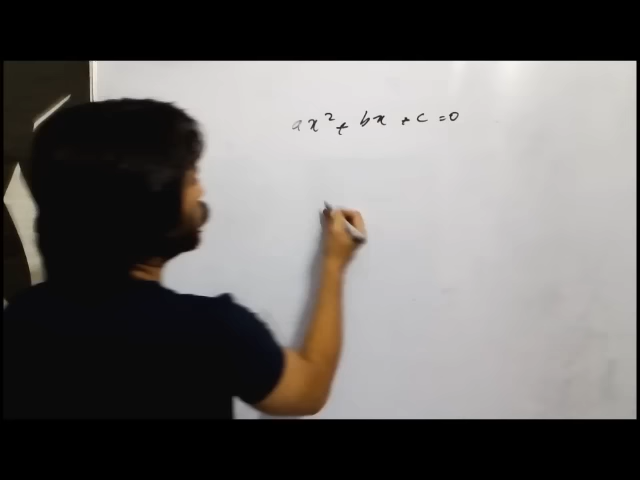 ax² + bx + c = 0